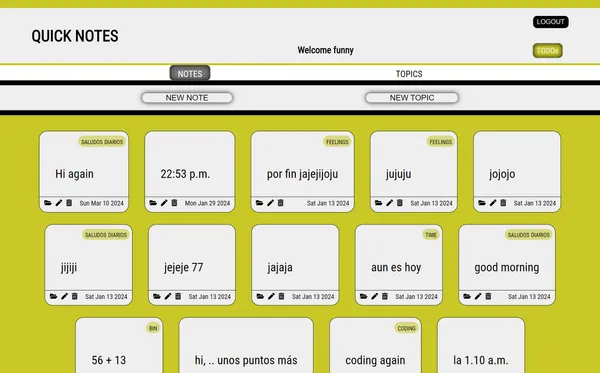 LOGOUT
QUICK NOTES
Welcome funny
TODOs
NOTES TOPICS
NEW NOTE NEW TOPIC
SALUDOS DIARIOS
Hi again
Sun Mar 10 2024
22:53 p.m.
Mon Jan 29 2024
FEELINGS
por fin jajejijoju
Sat Jan 13 2024
FEELINGS
jujuju
Sat Jan 13 2024
jojojo
Sat Jan 13 2024
SALUDOS DIARIOS
jijiji
Sat Jan 13 2024
jejeje 77
Sat Jan 13 2024
jajaja
Sat Jan 13 2024
TIME
aun es hoy
Sat Jan 13 2024
SALUDOS DIARIOS
good morning
Sat Jan 13 2024
BIN
56 + 13
hi, .. unos puntos más
CODING
coding again
la 1.10 a.m.